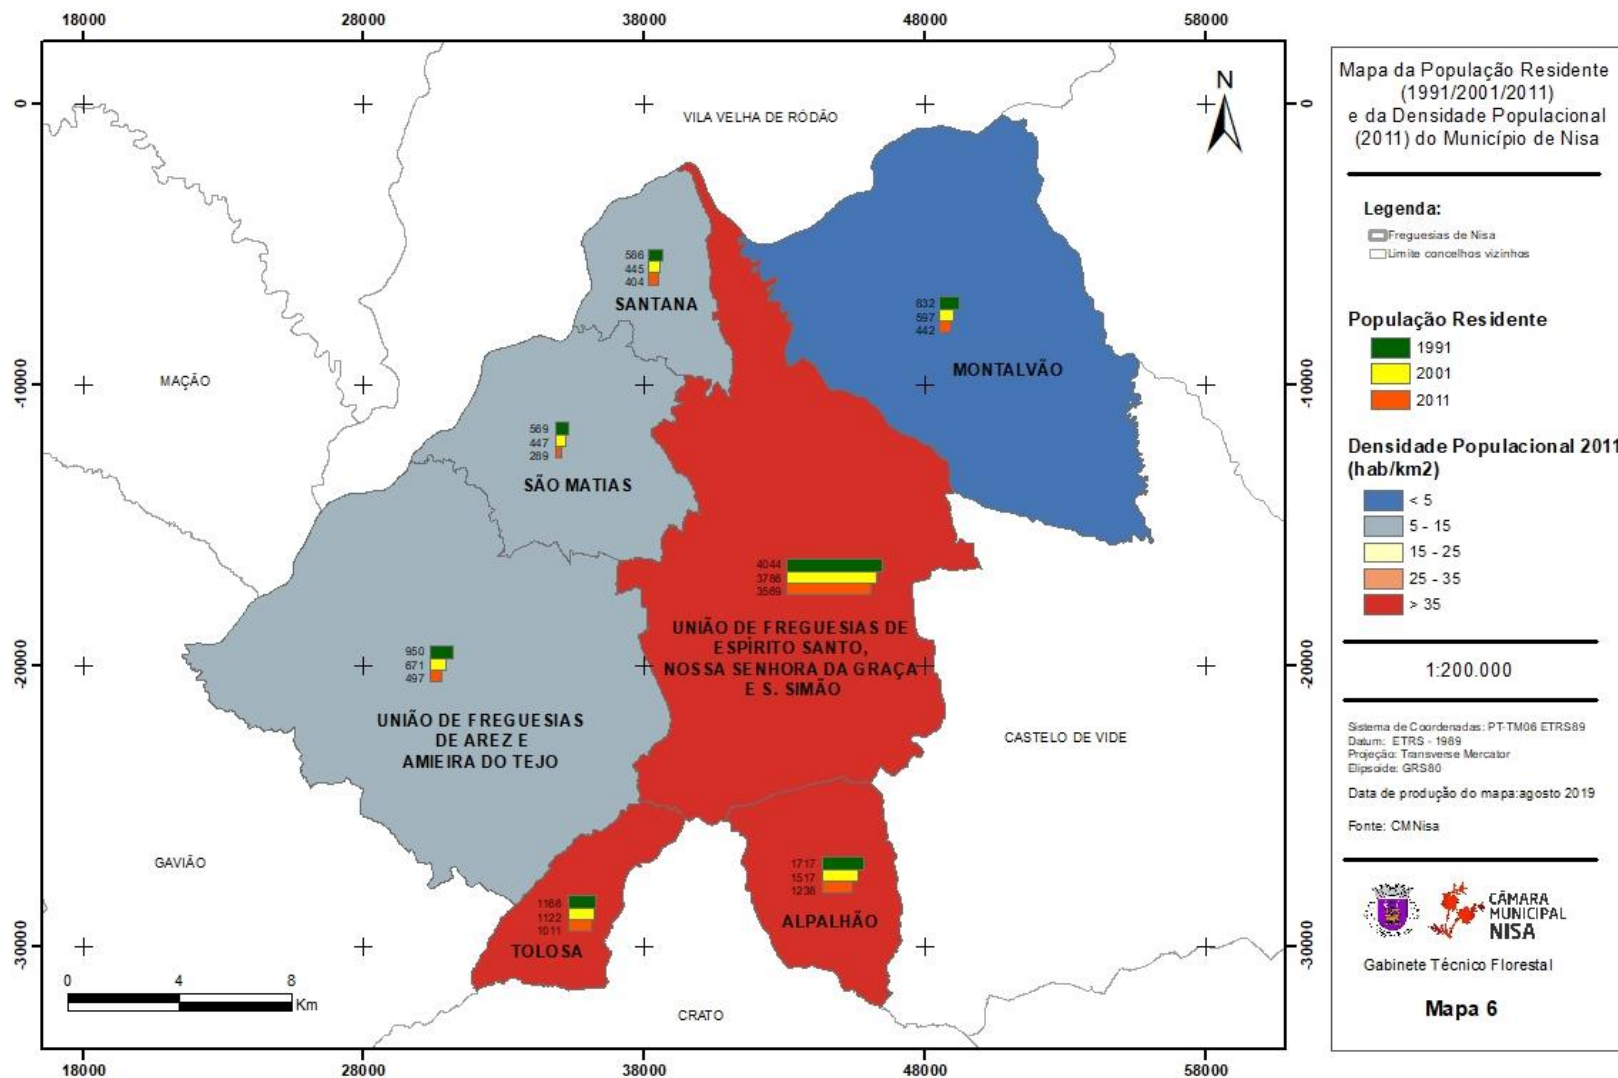 18000
28000
38000
48000
58000
0
-10000
-20000
-30000
0
-10000
-20000
-30000
18000
28000
38000
48000
58000
N
VILA VELHA DE RÓDÃO
MAÇÃO
GAVIÃO
CRATO
CASTELO DE VIDE
586
445
404
SANTANA
832
597
442
MONTALVÃO
569
447
289
SÃO MATIAS
4044
3786
3569
UNIÃO DE FREGUESIAS DE
ESPÍRITO SANTO,
NOSSA SENHORA DA GRAÇA
E S. SIMÃO
950
671
497
UNIÃO DE FREGUESIAS
DE AREZ E
AMIEIRA DO TEJO
1122
1011
TOLOSA
1717
1517
1236
ALPALHÃO
0 4 8
Km
Mapa da População Residente
(1991/2001/2011)
e da Densidade Populacional
(2011) do Município de Nisa
Legenda:
Freguesias de Nisa
Limite concelhos vizinhos
População Residente
1991
2001
2011
Densidade Populacional 2011
(hab/km2)
< 5
5 - 15
15 - 25
25 - 35
> 35
1:200.000
Sistema de Coordenadas: PT-TM06 ETRS89
Datum: ETRS - 1989
Projeção: Transverse Mercator
Elipsoide: GRS80
Data de produção do mapa:agosto 2019
Fonte: CMNisa
CÂMARA
MUNICIPAL
NISA
Gabinete Técnico Florestal
Mapa 6